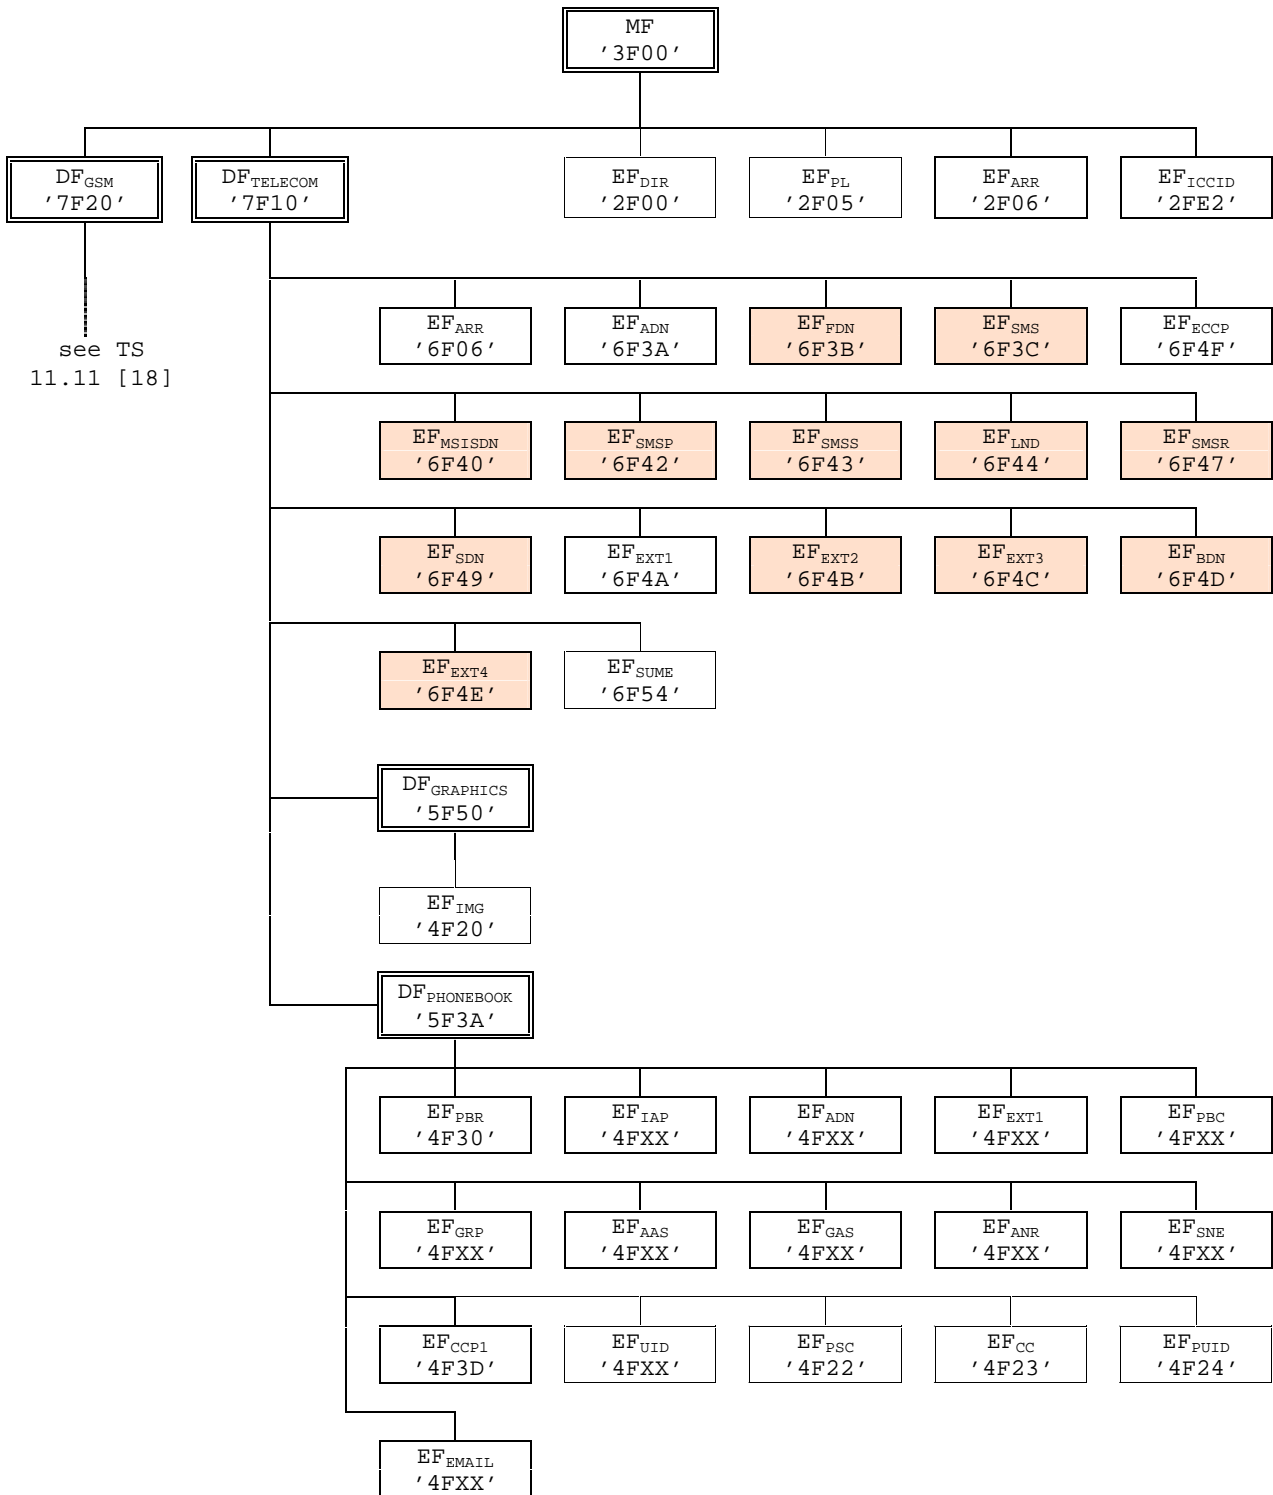 MF
'3F00'
DFGSM
'7F20'
DFTELECOM
'7F10'
EFDIR
'2F00'
EFPL
'2F05'
EFARR
'2F06'
EFICCID
'2FE2'
see TS
11.11 [18]
EFARR
'6F06'
EFADN
'6F3A'
EFFDN
'6F3B'
EFSMS
'6F3C'
EFECCP
'6F4F'
EFMSISDN
'6F40'
EFSMSP
'6F42'
EFSMSS
'6F43'
EFLND
'6F44'
EFSMSR
'6F47'
EFSDN
'6F49'
EFEXT1
'6F4A'
EFEXT2
'6F4B'
EFEXT3
'6F4C'
EFBDN
'6F4D'
EFEXT4
'6F4E'
EFSUME
'6F54'
DFGRAPHICS
'5F50'
EFIMG
'4F20'
DFPHONEBOOK
'5F3A'
EFPBR
'4F30'
EFIAP
'4FXX'
EFADN
'4FXX'
EFEXT1
'4FXX'
EFPBC
'4FXX'
EFGRP
'4FXX'
EFAAS
'4FXX'
EFGAS
'4FXX'
EFANR
'4FXX'
EFSNE
'4FXX'
EFCCP1
'4F3D'
EFUID
'4FXX'
EFPSC
'4F22'
EFCC
'4F23'
EFPUID
'4F24'
EFEMAIL
'4FXX'